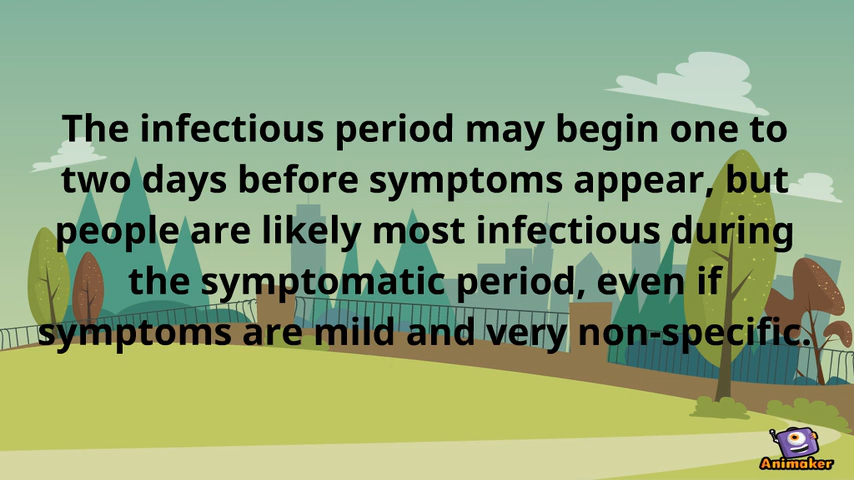 The infectious period may begin one to
two days before symptoms appear, but
people are likely most infectious during
the symptomatic period, even if
symptoms are mild and very non-specific.
Animaker